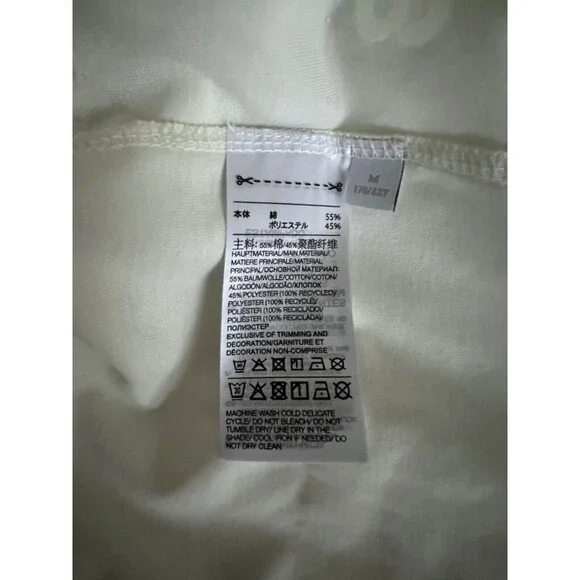 M
本体 綿 55%
ポリエステル 45%
主料: 55%棉/45%聚酯纤维
HAUPTMATERIAL/MAIN MATERIAL/
MATIERE PRINCIPALE/MATERIAL
PRINCIPAL/ОСНОВНОЙ МАТЕРИАЛ:
55% BAUMWOLLE/COTTON/COTON/
ALGODÓN/ALGODÃO/ХЛОПОК
45% POLYESTER (100% RECYCLED)/
POLYESTER (100% RECYCLÉ)/
POLIÉSTER (100% RECICLADO)/
POLIÉSTER (100% RECICLADA)/
ПОЛИЭСТЕР
EXCLUSIVE OF TRIMMING AND
DECORATION/GARNITURE ET
DÉCORATION NON-COMPRISE
MACHINE WASH COLD DELICATE
CYCLE/ DO NOT BLEACH/ DO NOT
TUMBLE DRY/ LINE DRY IN THE
SHADE/ COOL IRON IF NEEDED/ DO
NOT DRY CLEAN